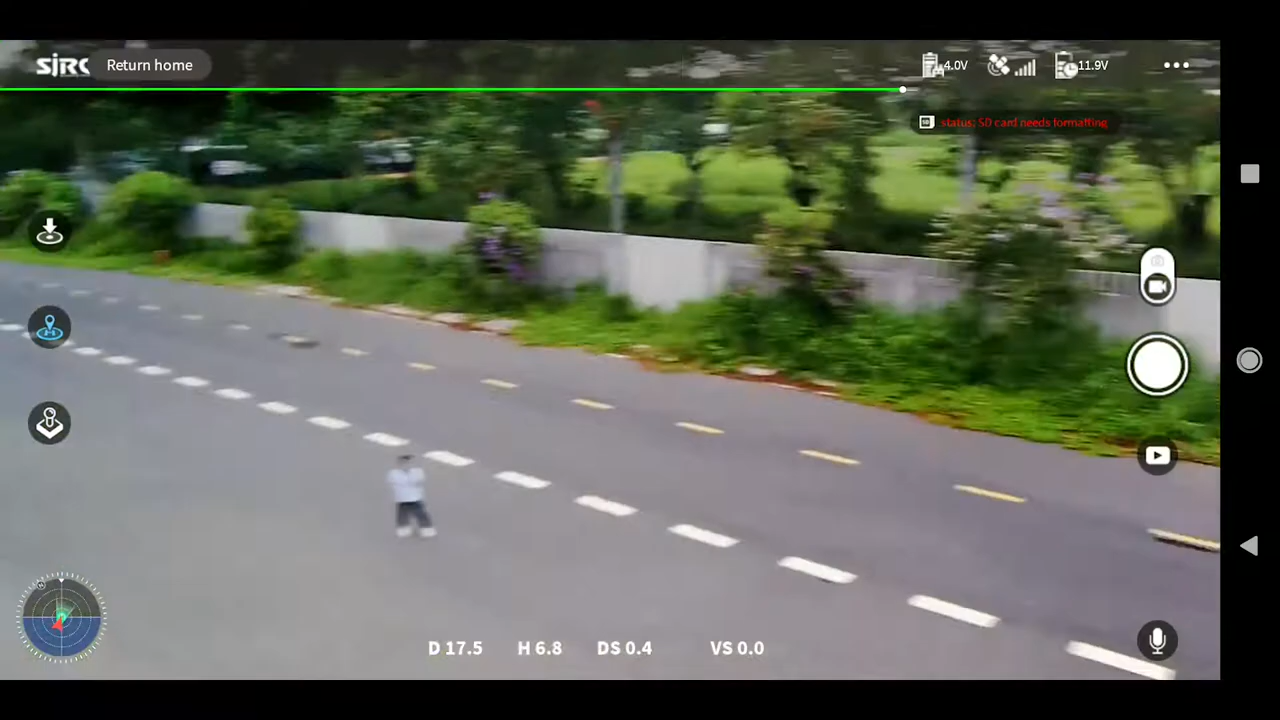 SJRC
Return home
4.0V
11.9V
status: SD card needs formatting
D 17.5
H 6.8
DS 0.4
VS 0.0